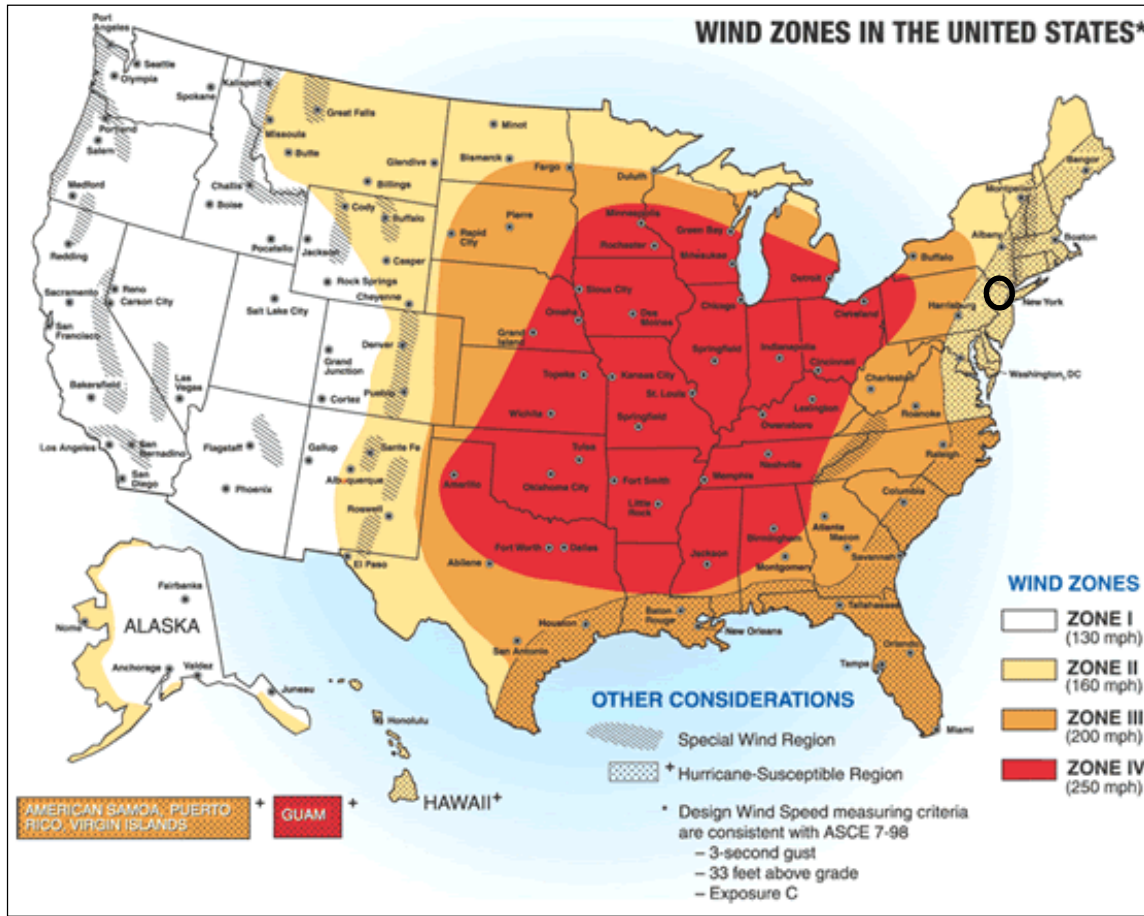 WIND ZONES IN THE UNITED STATES*
Port
Angeles
Seattle
Olympia
Spokane
Kalispell
Great Falls
Missoula
Portland
Salem
Butte
Glendive
Minot
Bismarck
Fargo
Duluth
Billings
Medford
Challis
Boise
Cody
Buffalo
Pierre
Rapid
City
Minneapolis
Rochester
Green Bay
Milwaukee
Bangor
Montpelier
Albany
Boston
Buffalo
Detroit
Redding
Pocatello
Jackson
Casper
Rock Springs
Cheyenne
Sioux City
Omaha
Des
Moines
Chicago
Cleveland
Harrisburg
New York
Sacramento
Reno
Carson City
San
Francisco
Salt Lake City
Grand
Island
Denver
Grand
Junction
Pueblo
Cortez
Topeka
Kansas City
Springfield
Indianapolis
Cincinnati
St. Louis
Charleston
Washington, DC
Roanoke
Bakersfield
Las
Vegas
Wichita
Springfield
Lexington
Owensboro
Los Angeles
San
Bernadino
San
Diego
Flagstaff
Gallup
Sante Fe
Albuquerque
Phoenix
Roswell
El Paso
Amarillo
Tulsa
Oklahoma City
Fort Smith
Little
Rock
Memphis
Nashville
Raleigh
Columbia
Atlanta
Macon
Savannah
Birmingham
Montgomery
Fort Worth
Dallas
Abilene
Jackson
Houston
San Antonio
Baton
Rouge
New Orleans
Tallahassee
Orlando
Tampa
Miami
Fairbanks
Nome
ALASKA
Anchorage
Valdez
Juneau
Honolulu
HAWAII+
AMERICAN SAMOA, PUERTO
RICO, VIRGIN ISLANDS
+
GUAM
+
OTHER CONSIDERATIONS
Special Wind Region
+ Hurricane-Susceptible Region
* Design Wind Speed measuring criteria
are consistent with ASCE 7-98
– 3-second gust
– 33 feet above grade
– Exposure C
WIND ZONES
ZONE I
(130 mph)
ZONE II
(160 mph)
ZONE III
(200 mph)
ZONE IV
(250 mph)